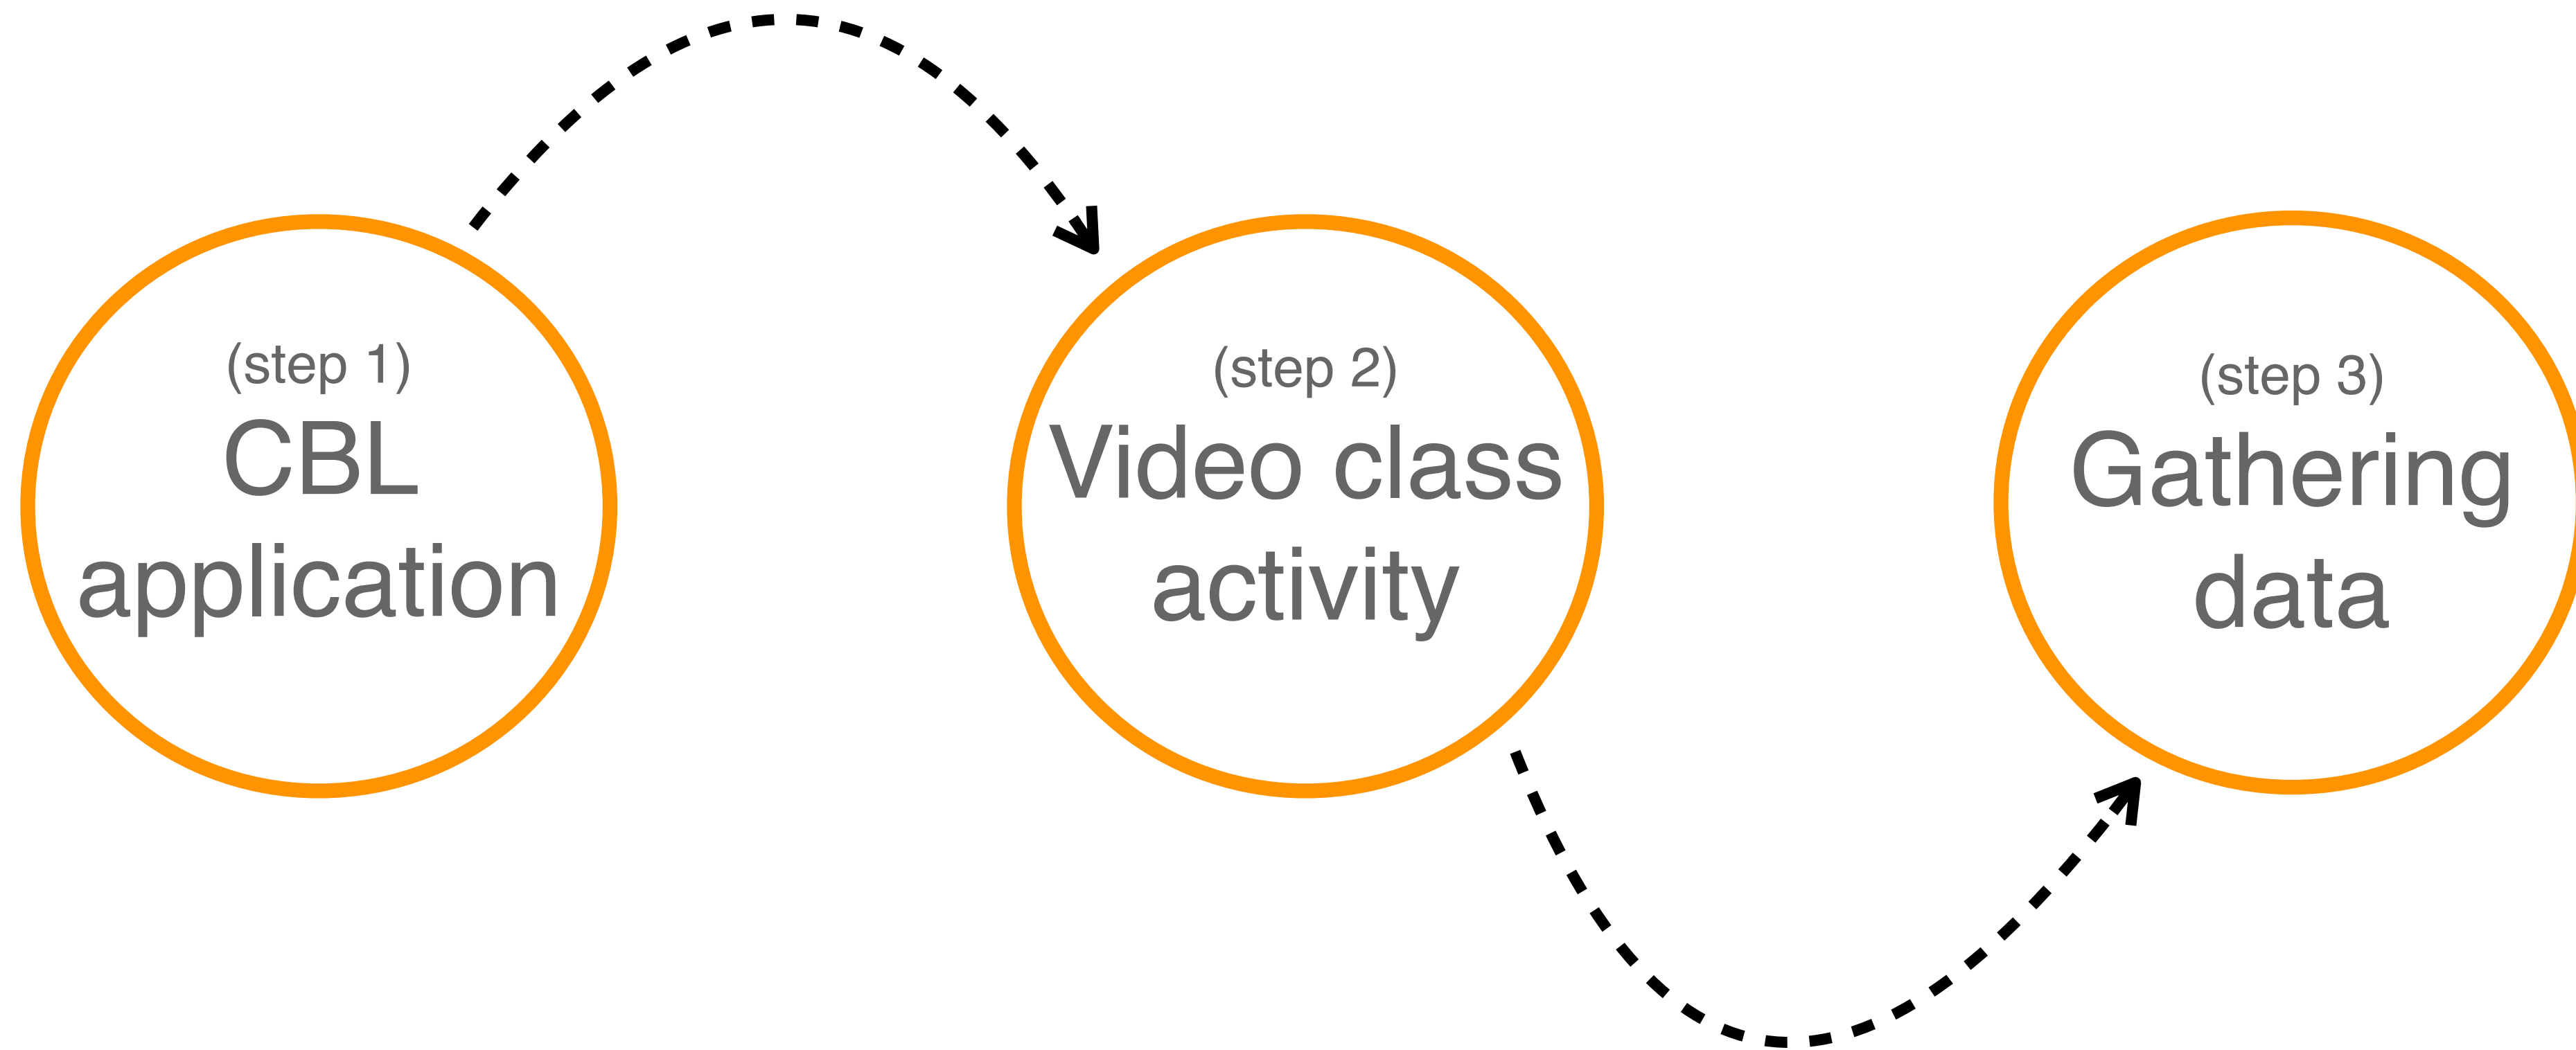 (step 1)
CBL
application
(step 2)
Video class
activity
(step 3)
Gathering
data